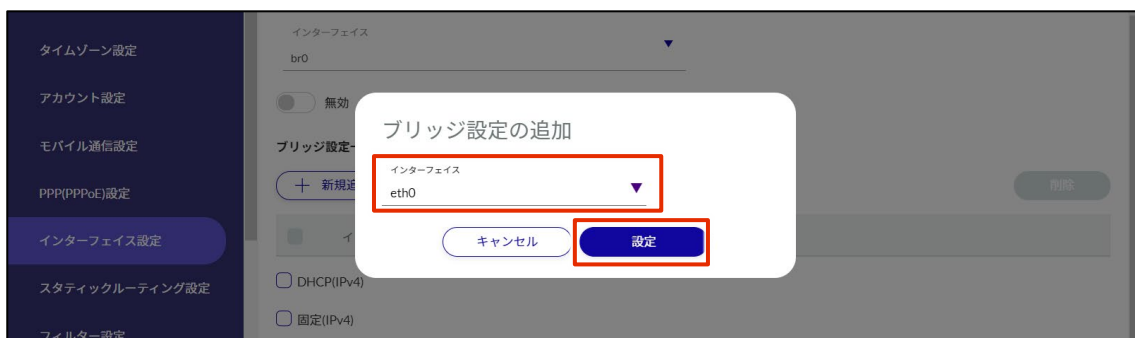 タイムゾーン設定
アカウント設定
モバイル通信設定
PPP(PPPoE)設定
インターフェイス設定
スタティックルーティング設定
フィルター設定
インターフェイス
br0
無効
ブリッジ設定
新規追
削除
イ
DHCP(IPv4)
固定(IPv4)
ブリッジ設定の追加
インターフェイス
eth0
キャンセル
設定